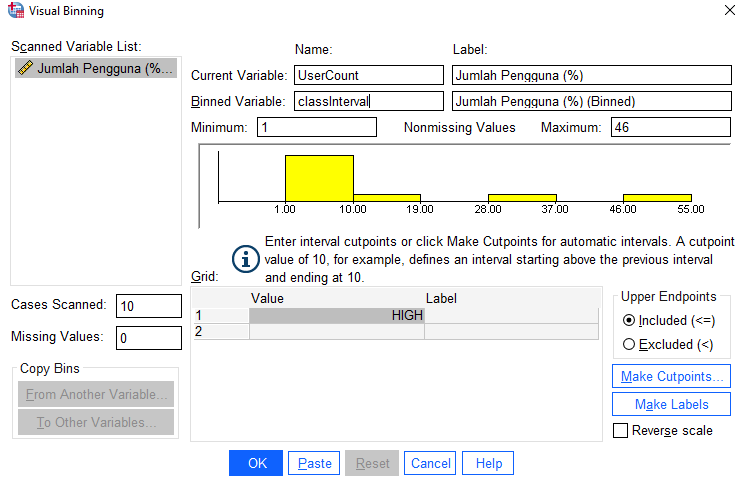 Visual Binning
Scanned Variable List:
Jumlah Pengguna (%...
Name:
Label:
Current Variable:
UserCount
Jumlah Pengguna (%)
Binned Variable:
classInterval
Jumlah Pengguna (%) (Binned)
Minimum:
1
Nonmissing Values
Maximum:
46
1.00 10.00 19.00 28.00 37.00 46.00 55.00
Enter interval cutpoints or click Make Cutpoints for automatic intervals. A cutpoint
value of 10, for example, defines an interval starting above the previous interval
and ending at 10.
Grid:
Value
Label
1
HIGH
2
Cases Scanned:
10
Missing Values:
0
Copy Bins
From Another Variable...
To Other Variables...
Upper Endpoints
Included (<=)
Excluded (<)
Make Cutpoints...
Make Labels
Reverse scale
OK
Paste
Reset
Cancel
Help